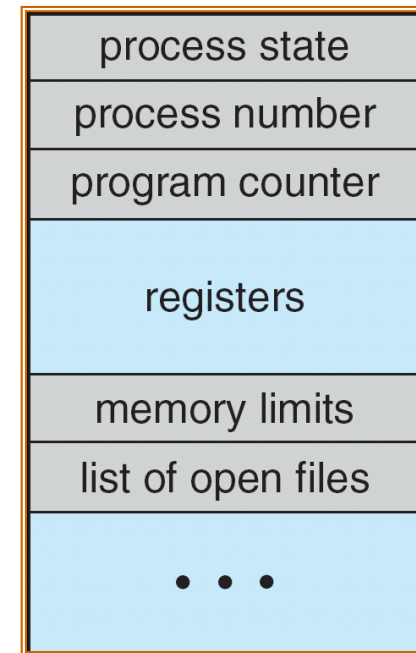 process state
process number
program counter
registers
memory limits
list of open files
• • •